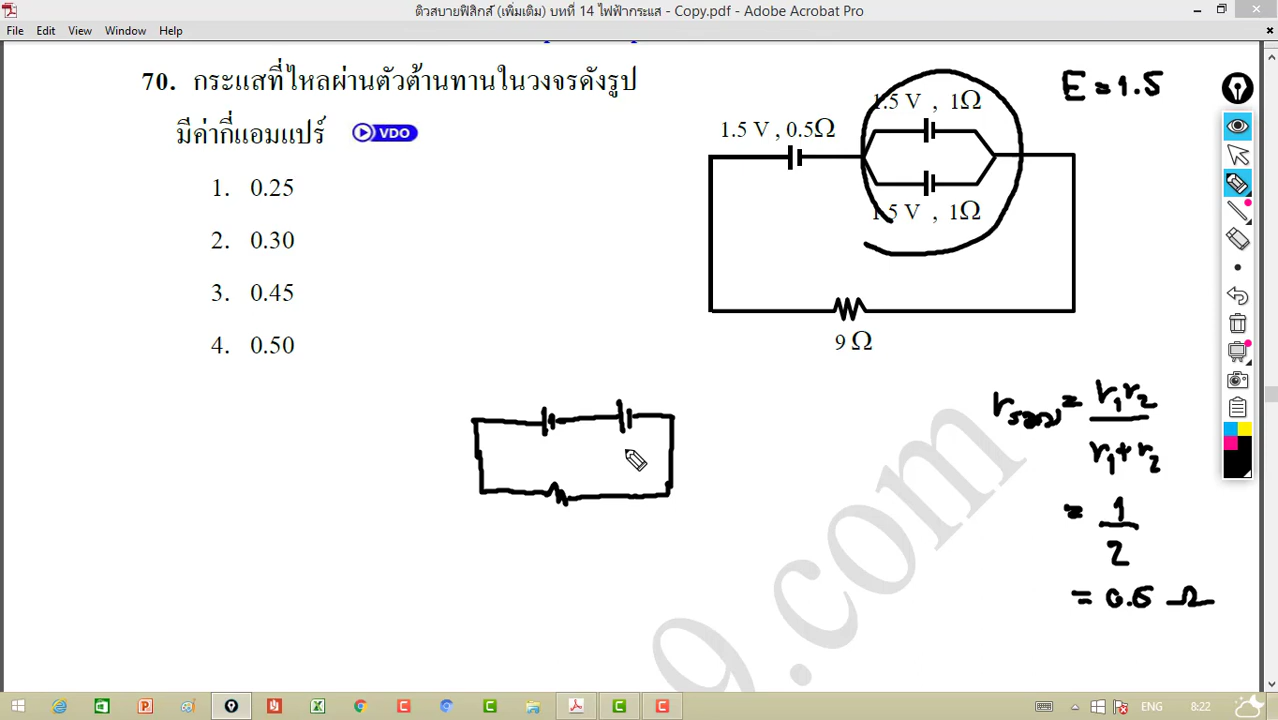 ติวสบายฟิสิกส์ (เพิ่มเติม) บทที่ 14 ไฟฟ้ากระแส - Copy.pdf - Adobe Acrobat Pro
File Edit View Window Help
70. กระแสที่ไหลผ่านตัวต้านทานในวงจรดังรูป
มีค่ากี่แอมแปร์ VDO
1. 0.25
2. 0.30
3. 0.45
4. 0.50
1.5 V , 0.5Ω
1.5 V , 1Ω
1.5 V , 1Ω
9 Ω
E = 1.5
rรวม = r1r2
r1 + r2
= 1
2
= 0.5 Ω
9.com
ENG 8:22